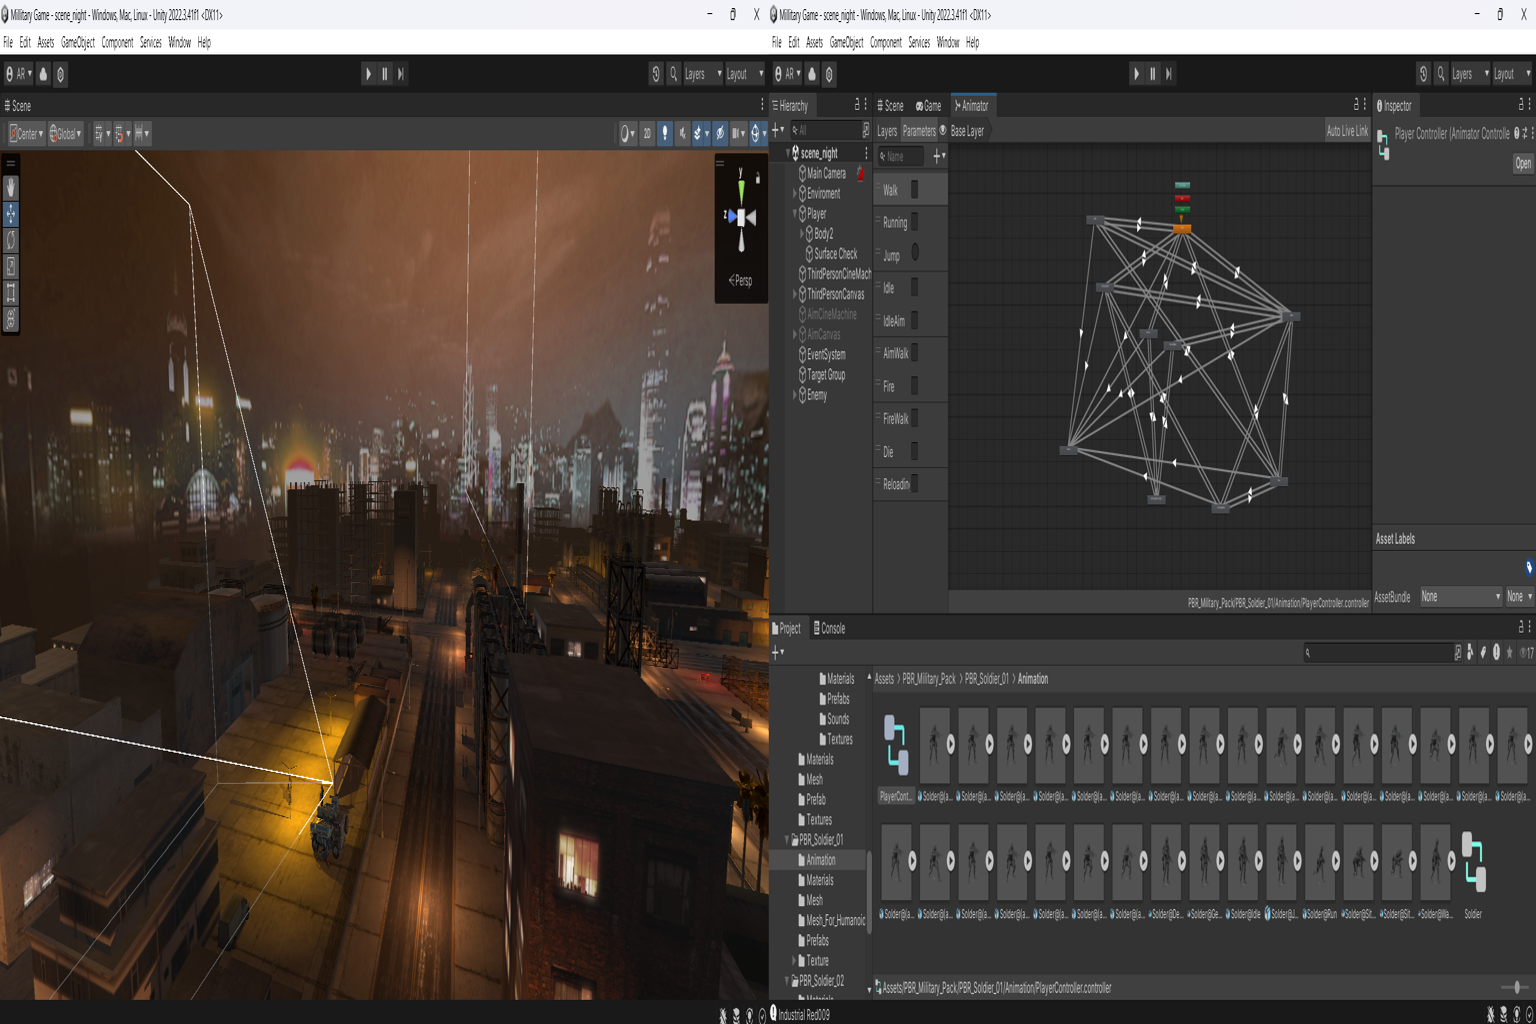 Millitary Game - scene_night - Windows, Mac, Linux - Unity 2022.3.41f1 <DX11>
File Edit Assets GameObject Component Services Window Help
AR
Layers Layout
Scene
Center Global
2D
y
z
Persp
Millitary Game - scene_night - Windows, Mac, Linux - Unity 2022.3.41f1 <DX11>
File Edit Assets GameObject Component Services Window Help
AR
Layers Layout
Hierarchy
All
scene_night
Main Camera
Enviroment
Player
Body2
Surface Check
ThirdPersonCineMach
ThirdPersonCanvas
AimCineMachine
AimCanvas
EventSystem
Target Group
Enemy
Scene Game Animator
Layers Parameters Base Layer Auto Live Link
Name
Walk
Running
Jump
Idle
IdleAim
AimWalk
Fire
FireWalk
Die
Reloading
PBR_Military_Pack/PBR_Soldier_01/Animation/PlayerController.controller
Inspector
Player Controller (Animator Controlle
Open
Asset Labels
AssetBundle None None
Project Console
17
Materials
Prefabs
Sounds
Textures
Materials
Mesh
Prefab
Textures
PBR_Soldier_01
Animation
Materials
Mesh
Mesh_For_Humanoid
Prefabs
Texture
PBR_Soldier_02
Materials
Assets > PBR_Military_Pack > PBR_Soldier_01 > Animation
PlayerCont... Solder@(a... Solder@(a... Solder@(a... Solder@(a... Solder@(a... Solder@(a... Solder@(a... Solder@(a... Solder@(a... Solder@(a... Solder@(a... Solder@(a... Solder@(a... Solder@(a... Solder@(a... Solder@(a...
Solder@(a... Solder@(a... Solder@(a... Solder@(a... Solder@(a... Solder@(a... Solder@(a... Solder@De... Solder@Ge... Solder@Idle Solder@J... Solder@Run Solder@St... Solder@St... Solder@Wa... Soldier
Assets/PBR_Military_Pack/PBR_Soldier_01/Animation/PlayerController.controller
Industrial Red009